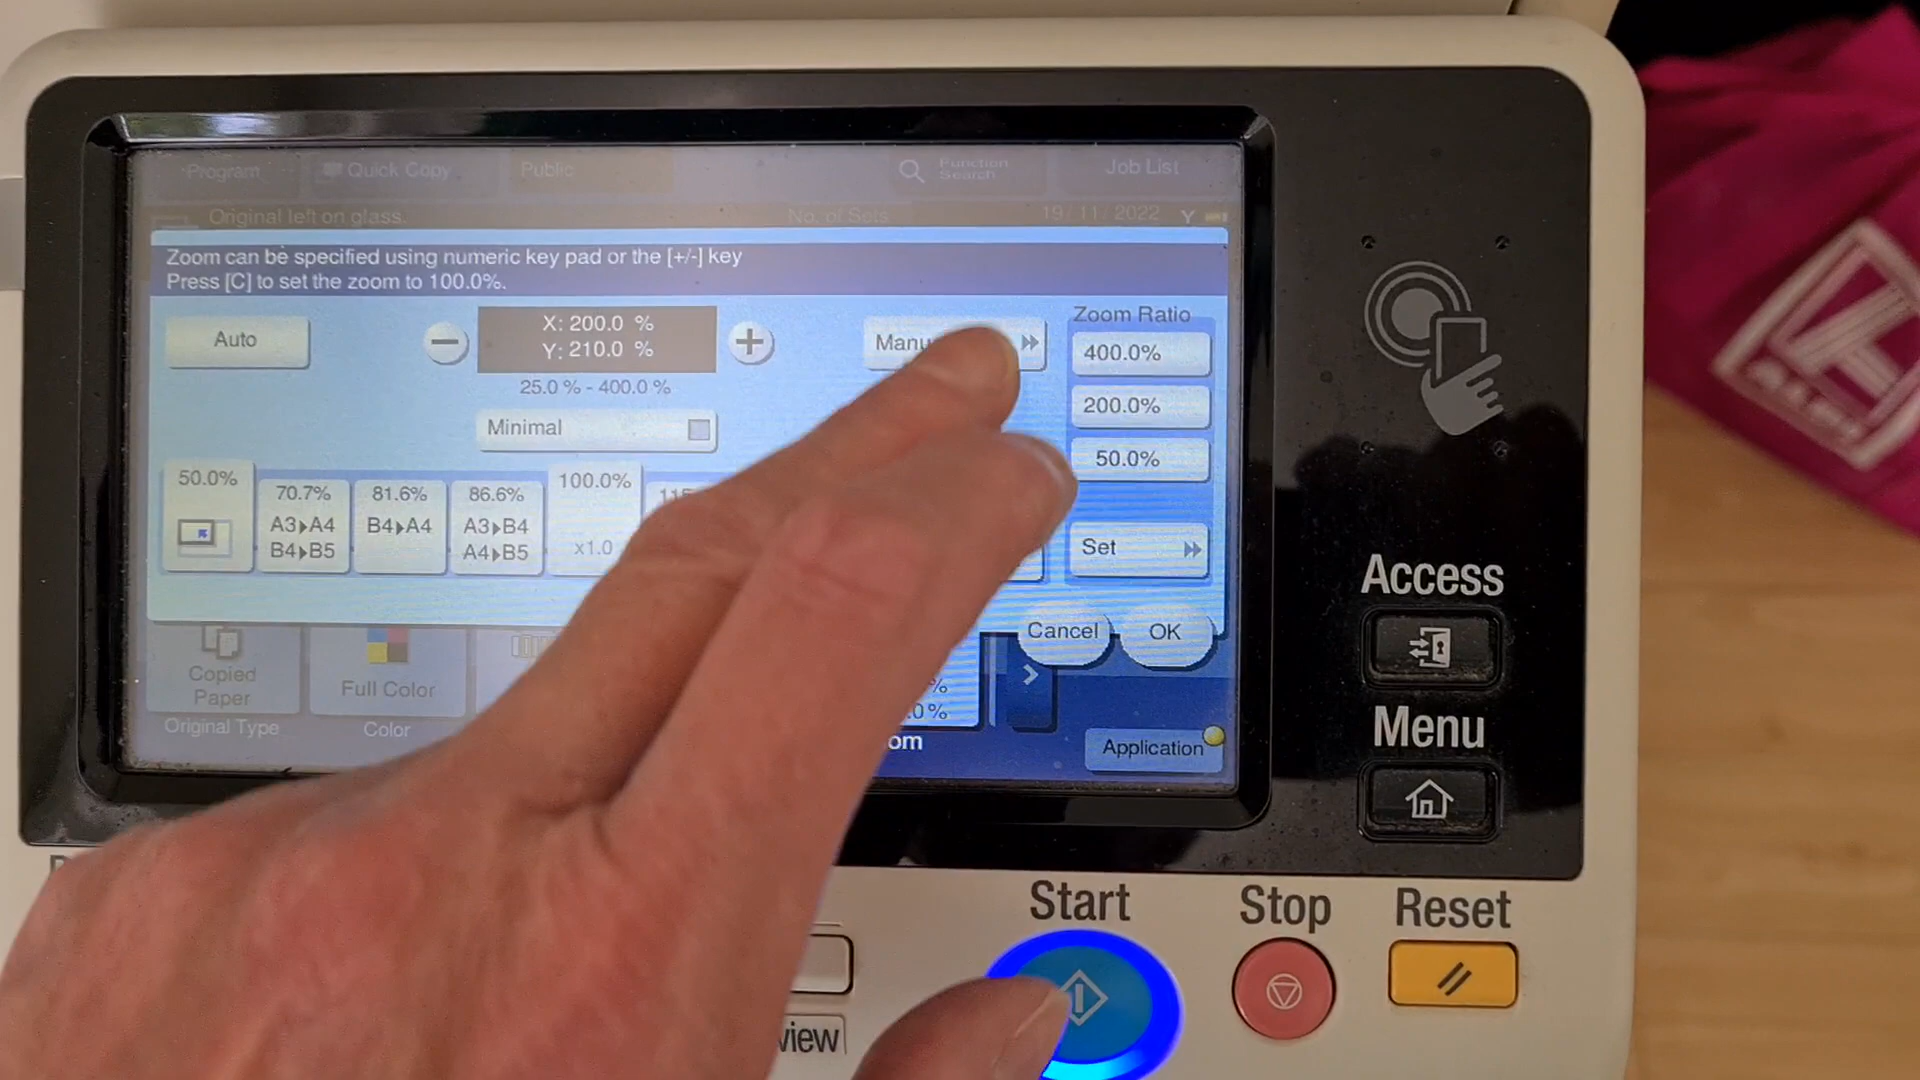 Program
Quick Copy
Public
Function
Search
Job List
Original left on glass.
No. of Sets
19/11/2022
Y
Zoom can be specified using numeric key pad or the [+/-] key
Press [C] to set the zoom to 100.0%.
Auto
X: 200.0 %
Y: 210.0 %
25.0 % - 400.0 %
Minimal
Zoom Ratio
400.0%
200.0%
50.0%
Set
50.0%
70.7%
A3▸A4
B4▸B5
81.6%
B4▸A4
86.6%
A3▸B4
A4▸B5
100.0%
x1.0
Cancel
OK
Copied
Paper
Original Type
Full Color
Color
Application
Access
Menu
Start
Stop
Reset